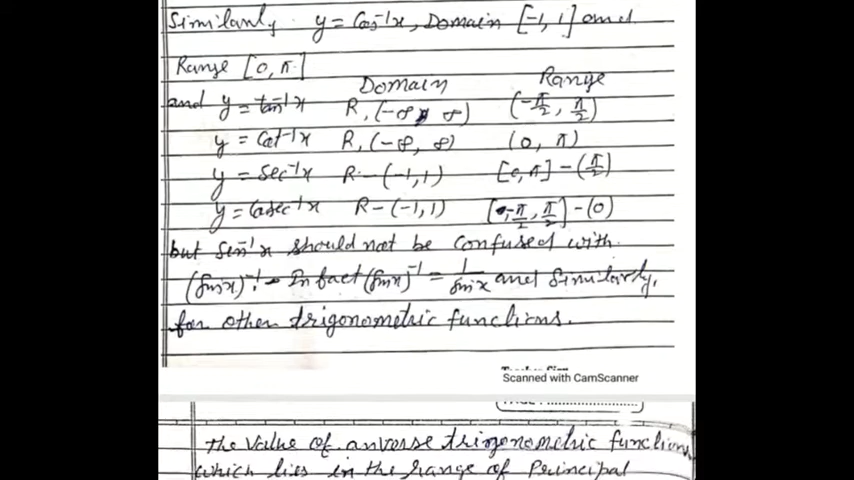 Similarly y = Cos⁻¹x, Domain [-1, 1] and
Range [0, π]
Domain Range
and y = tan⁻¹x R, (-∞, ∞) (-π/2, π/2)
y = Cot⁻¹x R, (-∞, ∞) (0, π)
y = Sec⁻¹x R - (-1, 1) [0, π] - (π/2)
y = Cosec⁻¹x R - (-1, 1) [-π/2, π/2] - (0)
but Sin⁻¹x should not be confused with
(Sinx)⁻¹. In fact (Sinx)⁻¹ = 1/Sinx and Similarly,
for other trigonometric functions.
Scanned with CamScanner
The value of anverse trigonometric functions
which lies in the range of Principal